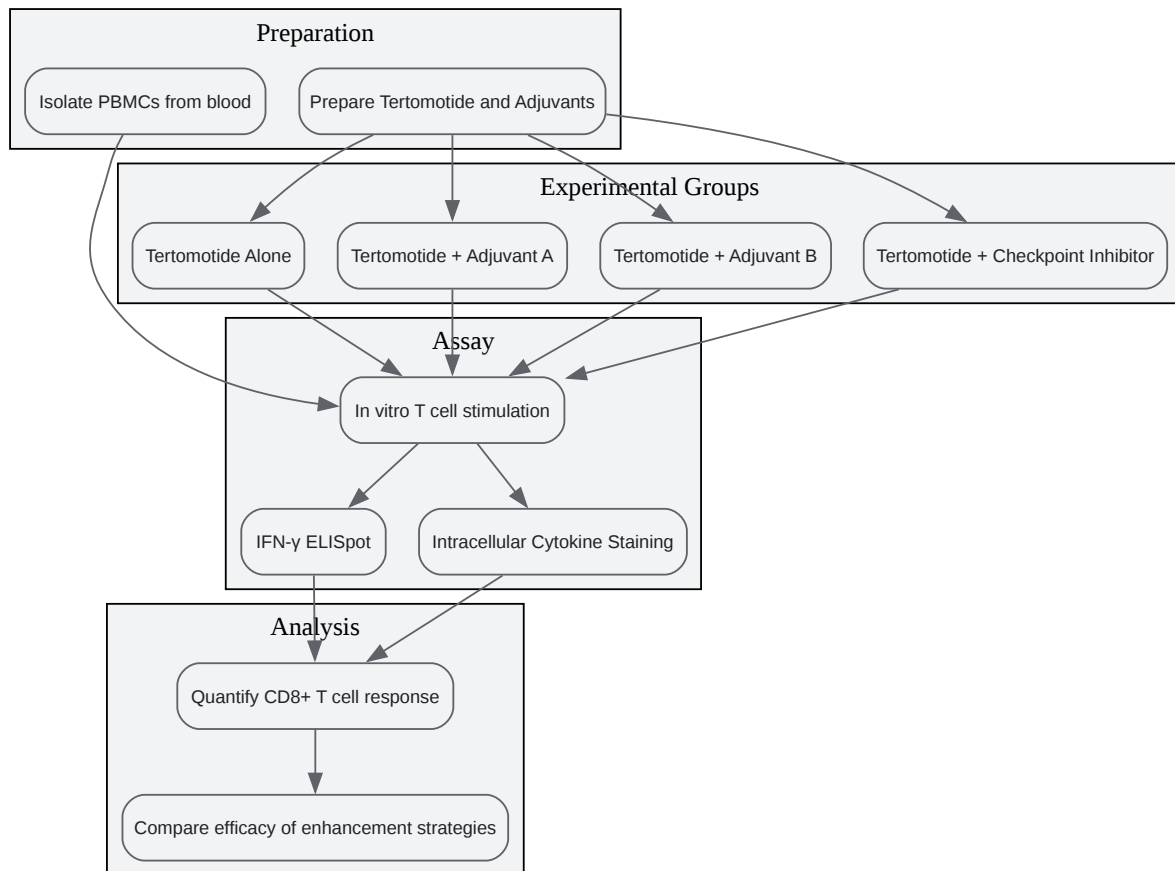 Preparation
Isolate PBMCs from blood
Prepare Tertomotide and Adjuvants
Experimental Groups
Tertomotide Alone
Tertomotide + Adjuvant A
Tertomotide + Adjuvant B
Tertomotide + Checkpoint Inhibitor
Assay
In vitro T cell stimulation
IFN-γ ELISpot
Intracellular Cytokine Staining
Analysis
Quantify CD8+ T cell response
Compare efficacy of enhancement strategies